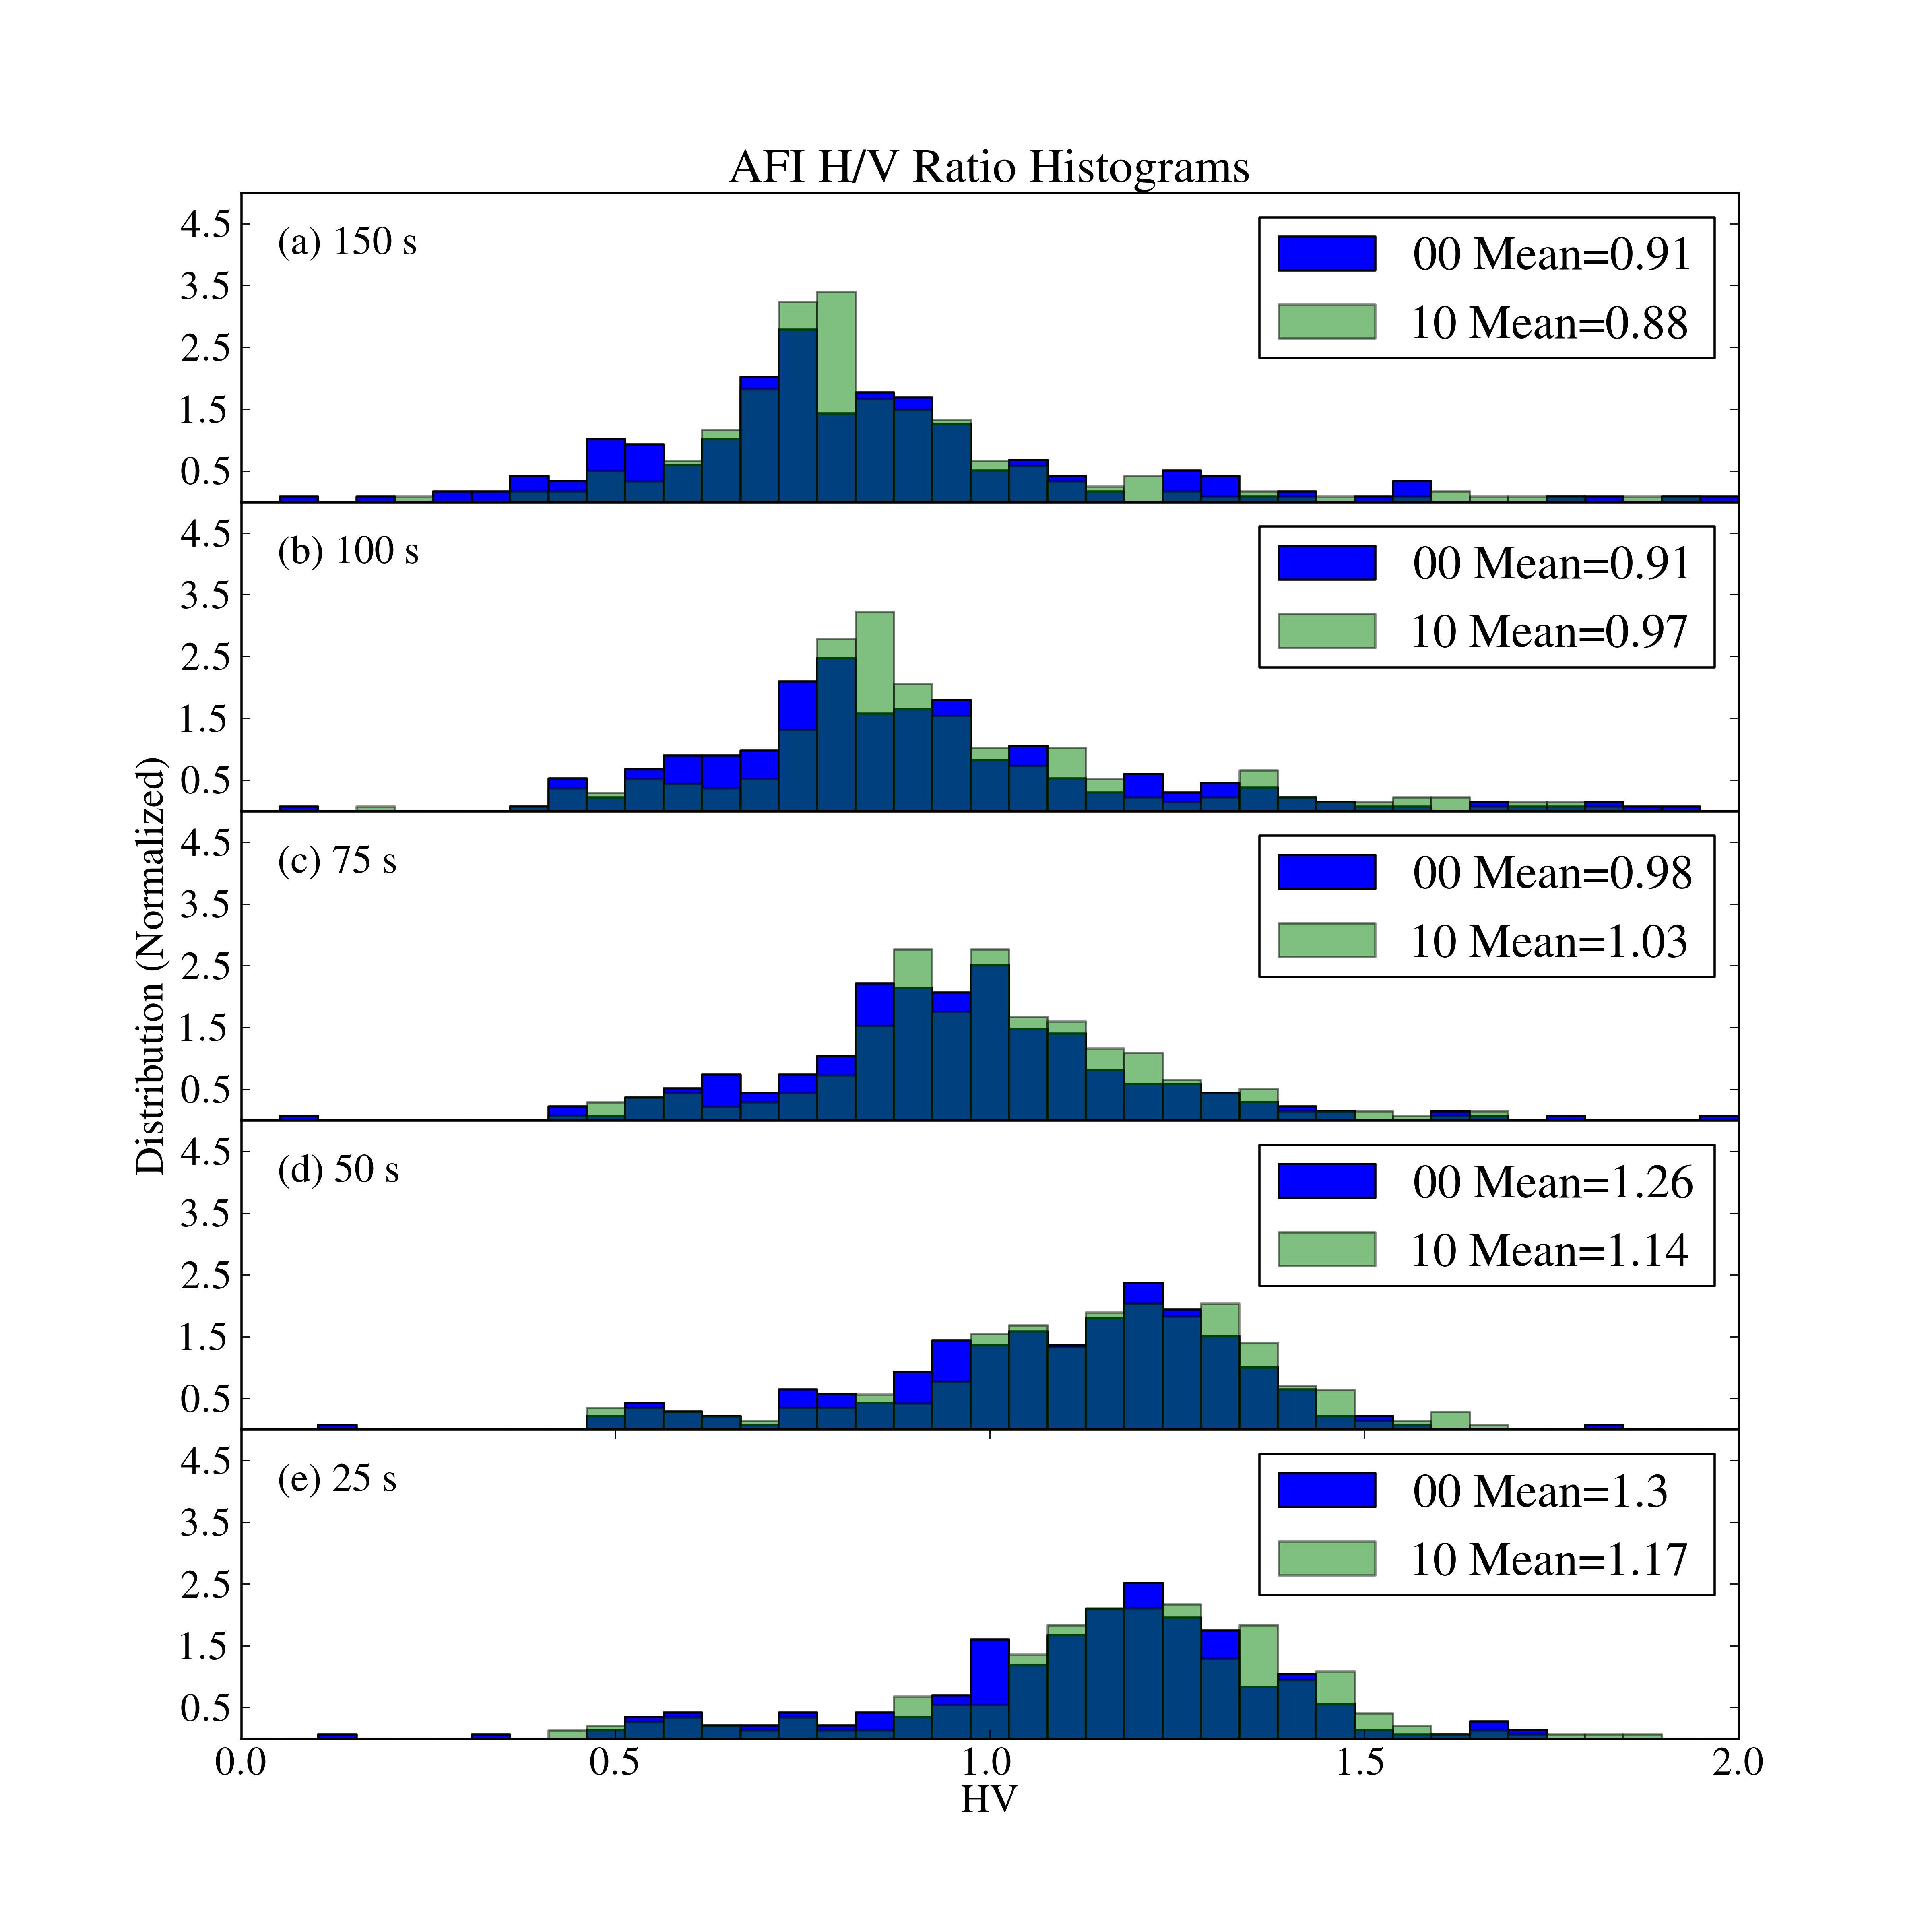 AFI H/V Ratio Histograms
Distribution (Normalized)
(a) 150 s
4.5
3.5
2.5
1.5
0.5
00 Mean=0.91
10 Mean=0.88
(b) 100 s
4.5
3.5
2.5
1.5
0.5
00 Mean=0.91
10 Mean=0.97
(c) 75 s
4.5
3.5
2.5
1.5
0.5
00 Mean=0.98
10 Mean=1.03
(d) 50 s
4.5
3.5
2.5
1.5
0.5
00 Mean=1.26
10 Mean=1.14
(e) 25 s
4.5
3.5
2.5
1.5
0.5
00 Mean=1.3
10 Mean=1.17
0.0 0.5 1.0 1.5 2.0
HV